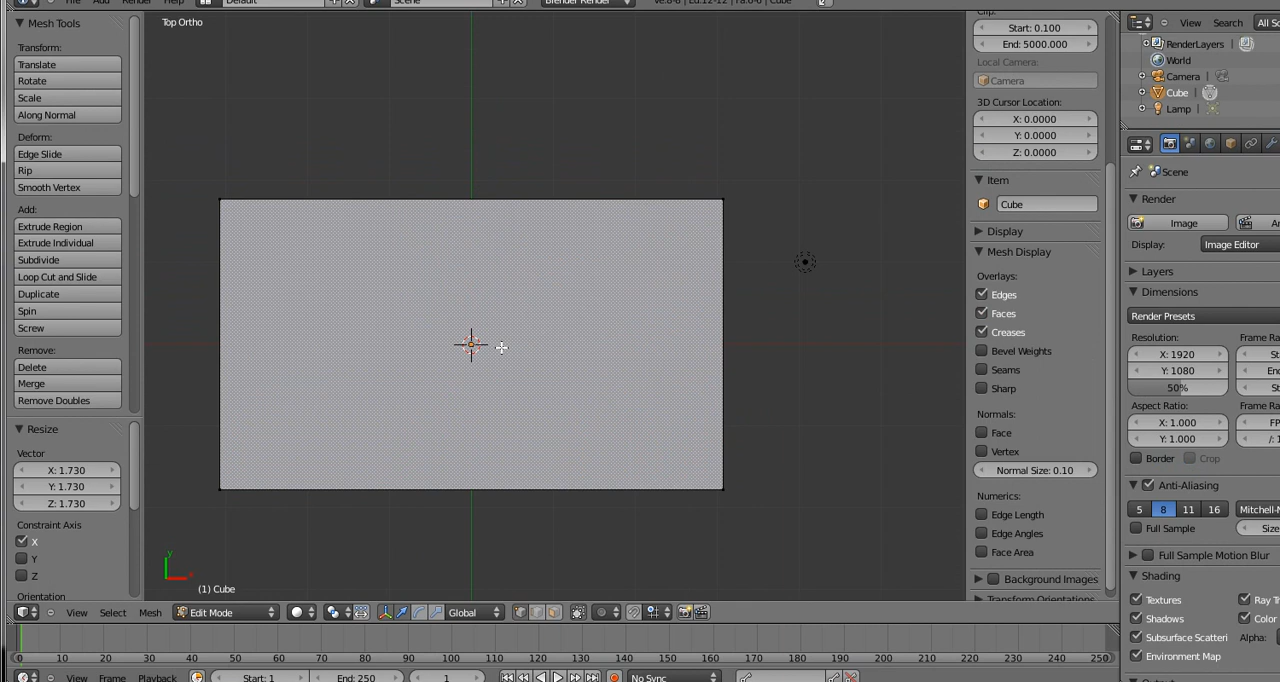 File Add Render Default Scene Blender Render
Mesh Tools
Transform:
Translate
Rotate
Scale
Along Normal
Deform:
Edge Slide
Rip
Smooth Vertex
Add:
Extrude Region
Extrude Individual
Subdivide
Loop Cut and Slide
Duplicate
Spin
Screw
Remove:
Delete
Merge
Remove Doubles
Resize
Vector
X: 1.730
Y: 1.730
Z: 1.730
Constraint Axis
X
Y
Z
Orientation
Top Ortho
y
(1) Cube
Start: 0.100
End: 5000.000
Local Camera:
Camera
3D Cursor Location:
X: 0.0000
Y: 0.0000
Z: 0.0000
Item
Cube
Display
Mesh Display
Overlays:
Edges
Faces
Creases
Bevel Weights
Seams
Sharp
Normals:
Face
Vertex
Normal Size: 0.10
Numerics:
Edge Length
Edge Angles
Face Area
Background Images
Transform Orientations
View Search All Sc
RenderLayers
World
Camera
Cube
Lamp
Scene
Render
Image An
Display: Image Editor
Layers
Dimensions
Render Presets
Resolution: Frame Ra
X: 1920 St
Y: 1080 End
50% St
Aspect Ratio: Frame Ra
X: 1.000 FP
Y: 1.000 /: 1
Border Crop
Anti-Aliasing
5 8 11 16 Mitchell-N
Full Sample Size
Full Sample Motion Blur
Shading
Textures Ray Tr
Shadows Color
Subsurface Scatteri Alpha:
Environment Map
View Select Mesh Edit Mode Global
0 10 20 30 40 50 60 70 80 90 100 110 120 130 140 150 160 170 180 190 200 210 220 230 240 250
View Frame Playback Start: 1 End: 250 1 No Sync